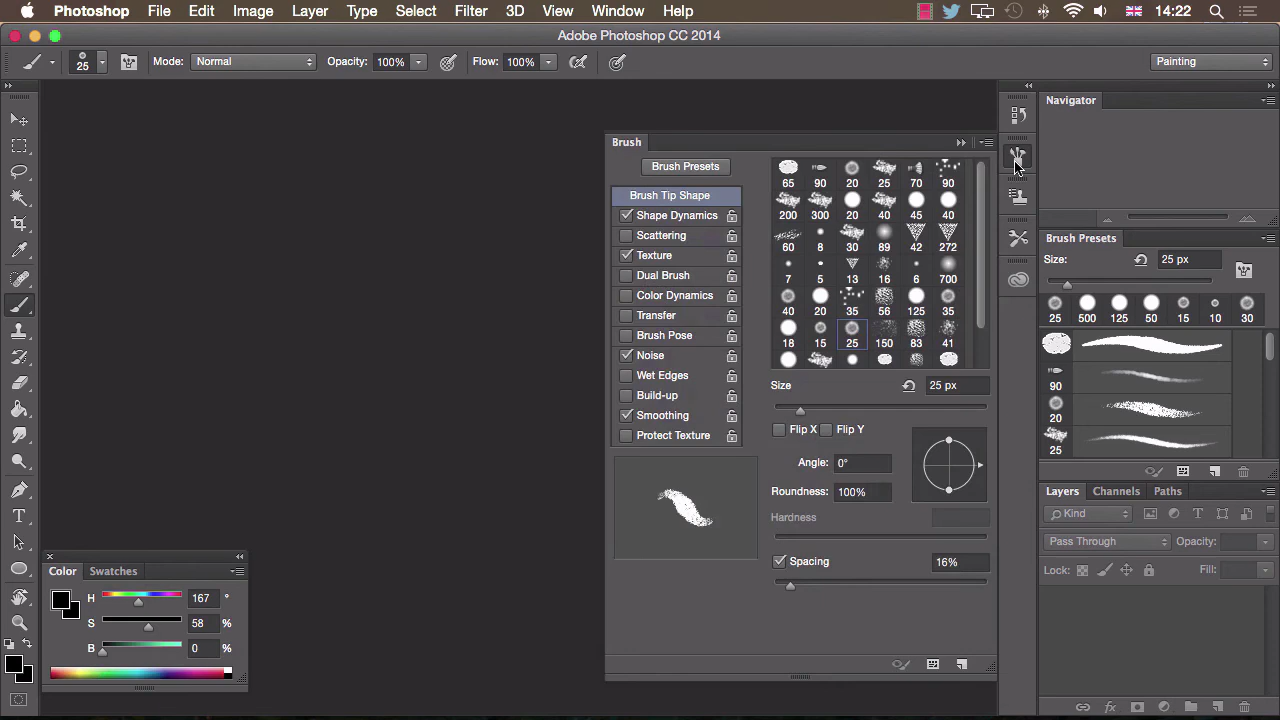 Photoshop File Edit Image Layer Type Select Filter 3D View Window Help 14:22
Adobe Photoshop CC 2014
25 Mode: Normal Opacity: 100% Flow: 100% Painting
Navigator
Brush
Brush Presets
Brush Tip Shape
Shape Dynamics
Scattering
Texture
Dual Brush
Color Dynamics
Transfer
Brush Pose
Noise
Wet Edges
Build-up
Smoothing
Protect Texture
65 90 20 25 70 90
200 300 20 40 45 40
60 8 30 89 42 272
7 5 13 16 6 700
40 20 35 56 125 35
18 15 25 150 83 41
Size 25 px
Flip X Flip Y
Angle: 0°
Roundness: 100%
Hardness
Spacing 16%
Brush Presets
Size: 25 px
25 500 125 50 15 10 30
90
20
25
Layers Channels Paths
Kind
Pass Through Opacity:
Lock: Fill:
Color Swatches
H 167 °
S 58 %
B 0 %